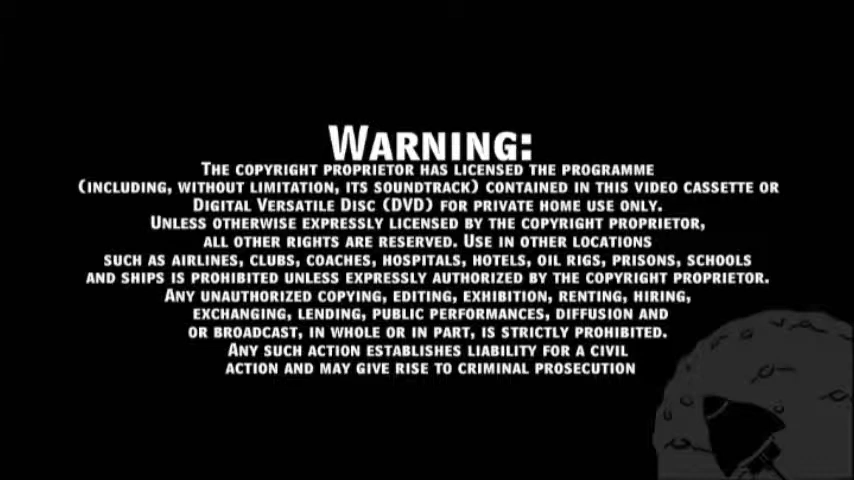 WARNING:
THE COPYRIGHT PROPRIETOR HAS LICENSED THE PROGRAMME
(INCLUDING, WITHOUT LIMITATION, ITS SOUNDTRACK) CONTAINED IN THIS VIDEO CASSETTE OR
DIGITAL VERSATILE DISC (DVD) FOR PRIVATE HOME USE ONLY.
UNLESS OTHERWISE EXPRESSLY LICENSED BY THE COPYRIGHT PROPRIETOR,
ALL OTHER RIGHTS ARE RESERVED. USE IN OTHER LOCATIONS
SUCH AS AIRLINES, CLUBS, COACHES, HOSPITALS, HOTELS, OIL RIGS, PRISONS, SCHOOLS
AND SHIPS IS PROHIBITED UNLESS EXPRESSLY AUTHORIZED BY THE COPYRIGHT PROPRIETOR.
ANY UNAUTHORIZED COPYING, EDITING, EXHIBITION, RENTING, HIRING,
EXCHANGING, LENDING, PUBLIC PERFORMANCES, DIFFUSION AND
OR BROADCAST, IN WHOLE OR IN PART, IS STRICTLY PROHIBITED.
ANY SUCH ACTION ESTABLISHES LIABILITY FOR A CIVIL
ACTION AND MAY GIVE RISE TO CRIMINAL PROSECUTION